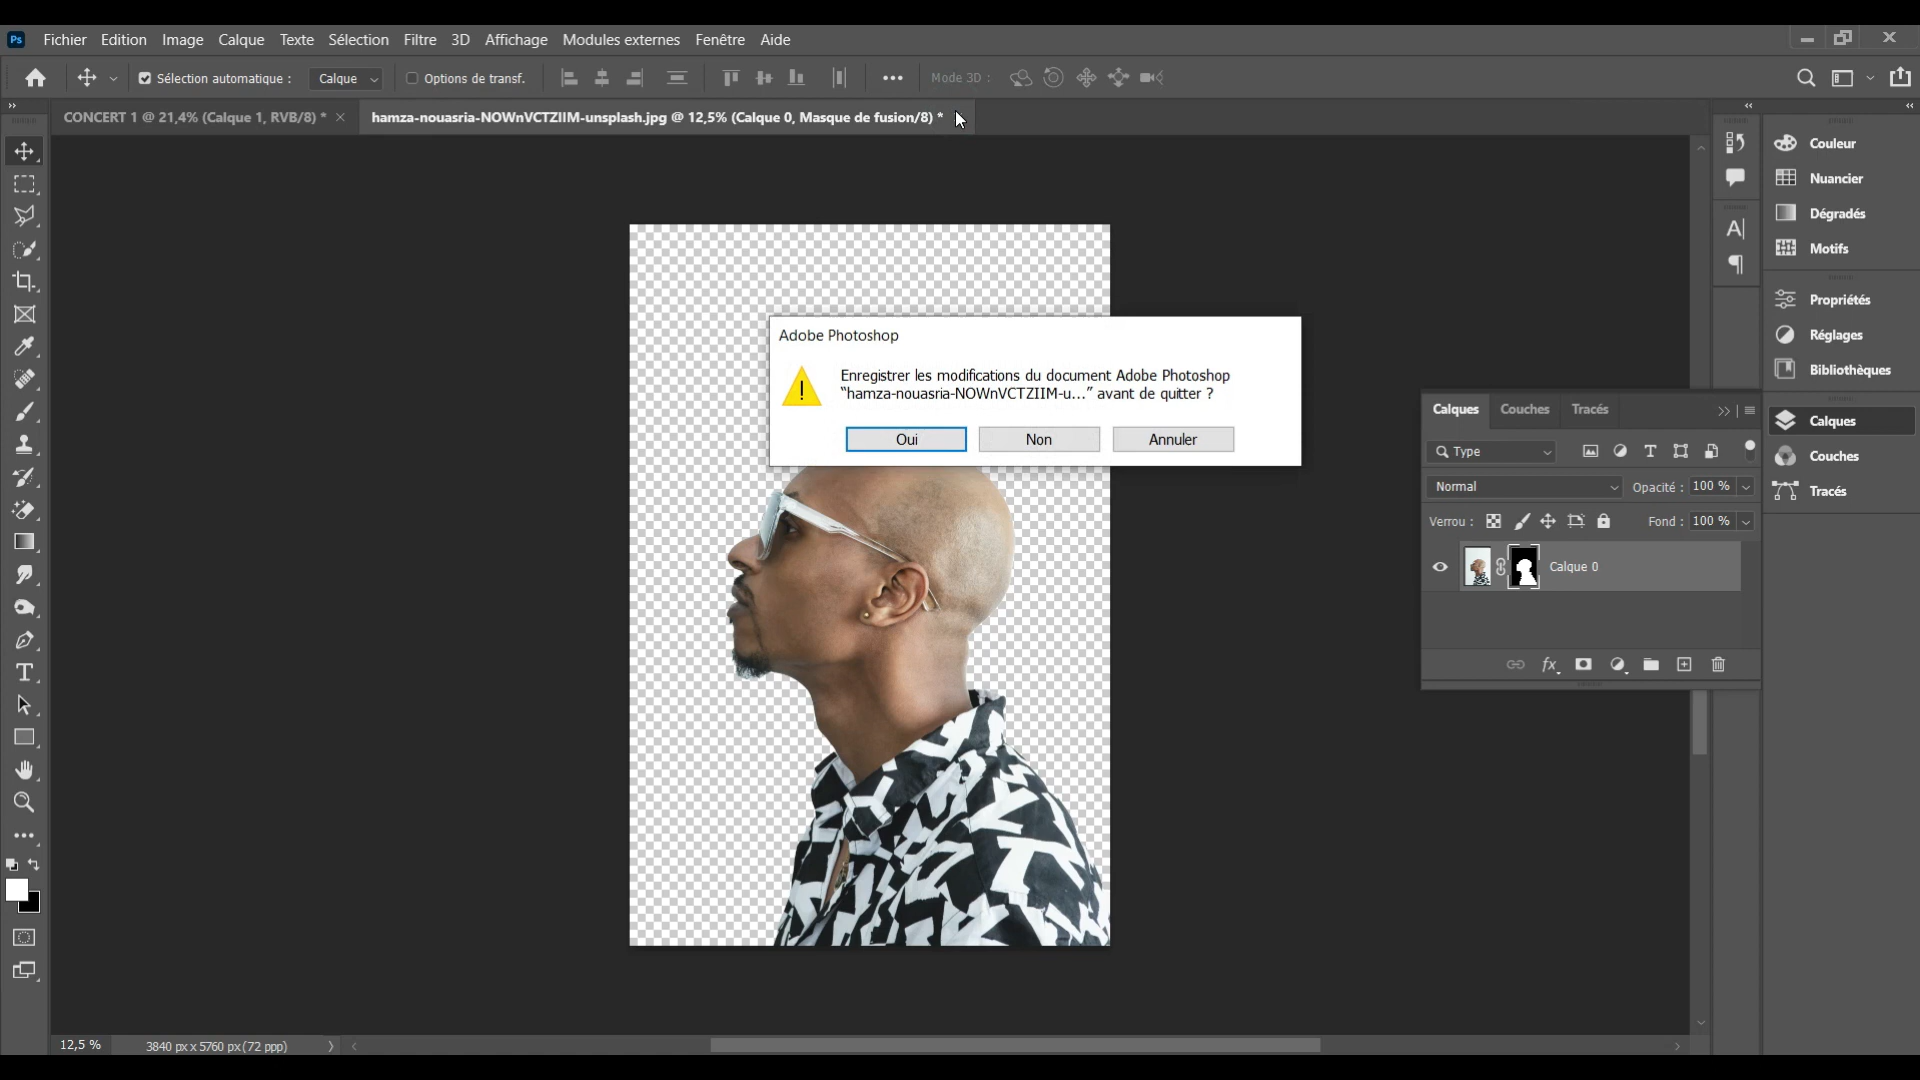 Ps Fichier Edition Image Calque Texte Sélection Filtre 3D Affichage Modules externes Fenêtre Aide
Sélection automatique : Calque Options de transf. Mode 3D :
CONCERT 1 @ 21,4% (Calque 1, RVB/8) * hamza-nouasria-NOWnVCTZIIM-unsplash.jpg @ 12,5% (Calque 0, Masque de fusion/8) *
Adobe Photoshop
Enregistrer les modifications du document Adobe Photoshop
“hamza-nouasria-NOWnVCTZIIM-u...” avant de quitter ?
Oui Non Annuler
Couleur
Nuancier
Dégradés
Motifs
Propriétés
Réglages
Bibliothèques
Calques
Couches
Tracés
Calques Couches Tracés
Type
Normal Opacité : 100 %
Verrou : Fond : 100 %
Calque 0
12,5 % 3840 px x 5760 px (72 ppp)